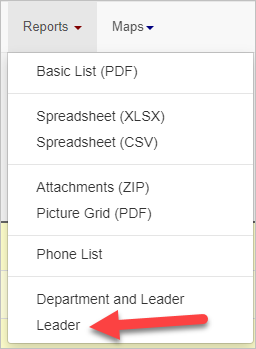 Reports Maps
Basic List (PDF)
Spreadsheet (XLSX)
Spreadsheet (CSV)
Attachments (ZIP)
Picture Grid (PDF)
Phone List
Department and Leader
Leader